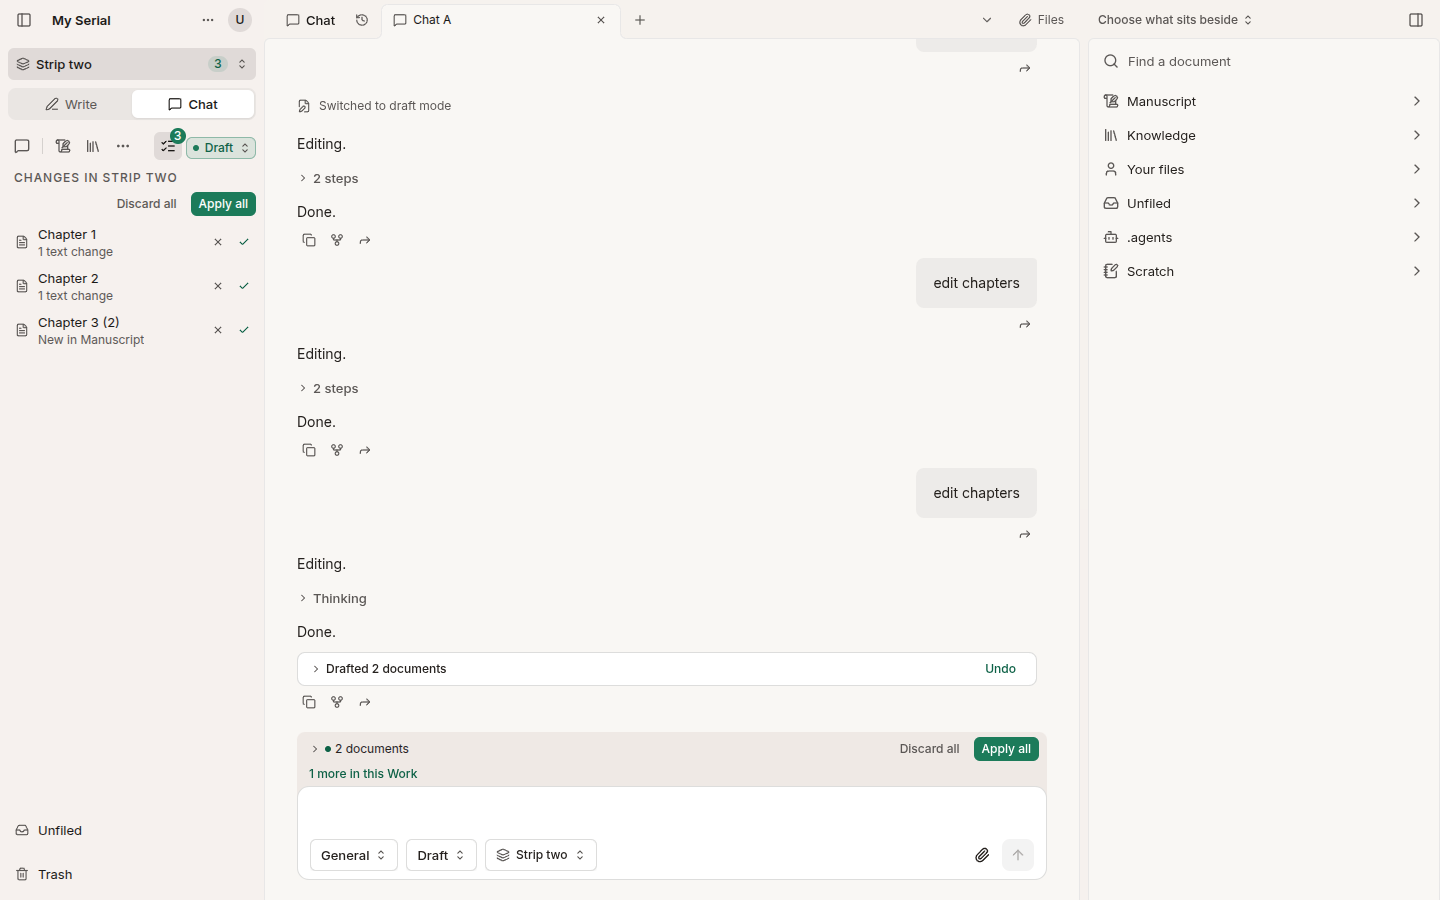 My Serial
U
Strip two
3
Write
Chat
3
Draft
CHANGES IN STRIP TWO
Discard all
Apply all
Chapter 1
1 text change
Chapter 2
1 text change
Chapter 3 (2)
New in Manuscript
Unfiled
Trash
Chat
Chat A
Files
Switched to draft mode
Editing.
2 steps
Done.
edit chapters
Editing.
2 steps
Done.
edit chapters
Editing.
Thinking
Done.
Drafted 2 documents
Undo
2 documents
Discard all
Apply all
1 more in this Work
General
Draft
Strip two
Choose what sits beside
Find a document
Manuscript
Knowledge
Your files
Unfiled
.agents
Scratch